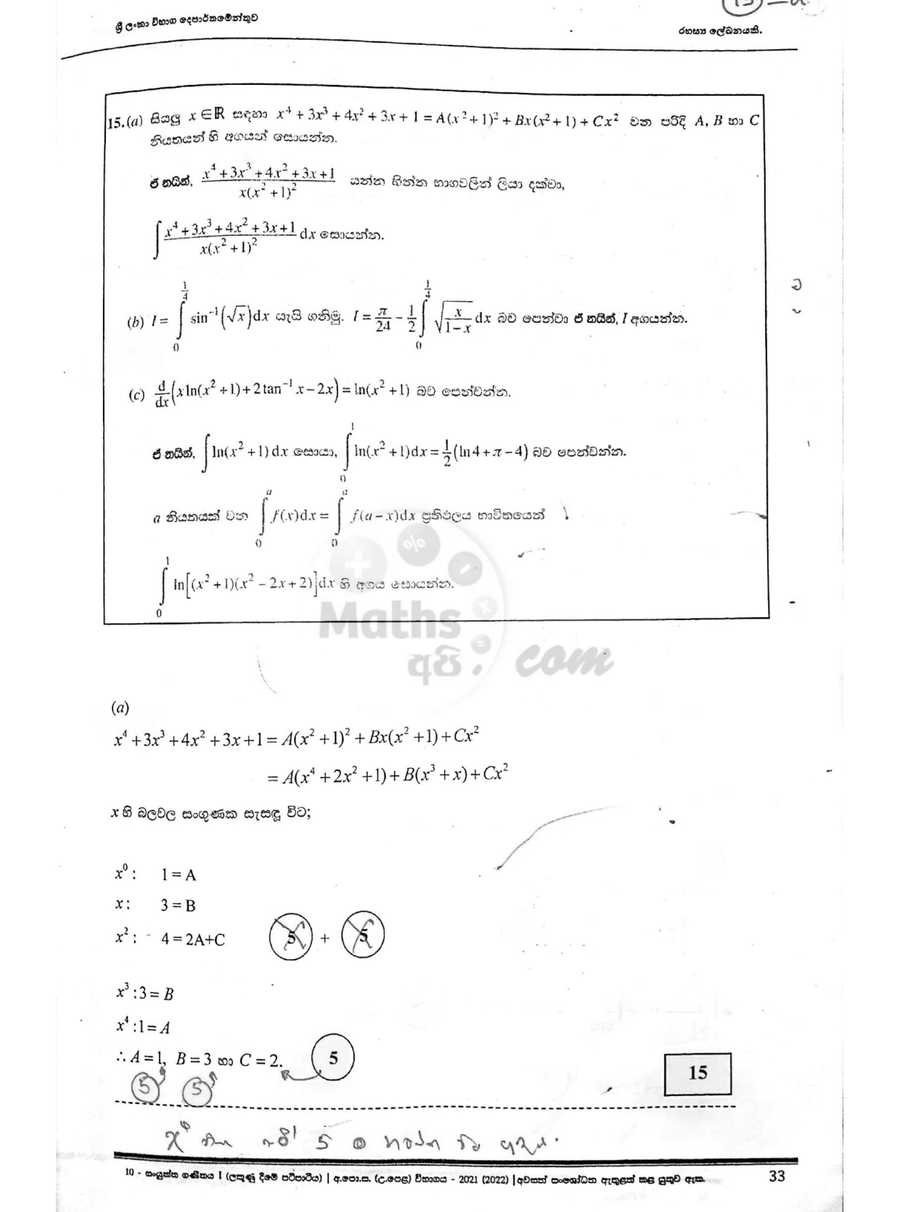 ශ්‍රී ලංකා විභාග දෙපාර්තමේන්තුව
රහස්‍ය ලේඛනයකි.
15.(a) සියලු x ∈ ℝ සඳහා x⁴ + 3x³ + 4x² + 3x + 1 = A(x² + 1)² + Bx(x² + 1) + Cx² වන පරිදි A, B හා C
නියතයන් හි අගයන් සොයන්න.
ඒ නයින්, (x⁴ + 3x³ + 4x² + 3x + 1)/(x(x² + 1)²) යන්න භින්න භාගවලින් ලියා දක්වා,
∫ (x⁴ + 3x³ + 4x² + 3x + 1)/(x(x² + 1)²) dx සොයන්න.
(b) I = ∫₀^(1/4) sin⁻¹(√x) dx යැයි ගනිමු. I = π/24 − 1/2 ∫₀^(1/4) √(x/(1−x)) dx බව පෙන්වා ඒ නයින්, I අගයන්න.
(c) d/dx (x ln(x² + 1) + 2 tan⁻¹ x − 2x) = ln(x² + 1) බව පෙන්වන්න.
ඒ නයින්, ∫ ln(x² + 1) dx සොයා, ∫₀¹ ln(x² + 1) dx = 1/2 (ln 4 + π − 4) බව පෙන්වන්න.
a නියතයක් වන ∫₀^a f(x) dx = ∫₀^a f(a − x) dx ප්‍රතිඵලය භාවිතයෙන්
∫₀¹ ln[(x² + 1)(x² − 2x + 2)] dx හි අගය සොයන්න.
Maths
අපි. com
(a)
x⁴ + 3x³ + 4x² + 3x + 1 = A(x² + 1)² + Bx(x² + 1) + Cx²
= A(x⁴ + 2x² + 1) + B(x³ + x) + Cx²
x හි බලවල සංගුණක සැසඳූ විට;
x⁰ : 1 = A
x : 3 = B
x² : 4 = 2A+C 5 + 5
x³ : 3 = B
x⁴ : 1 = A
∴ A = 1, B = 3 හා C = 2. 5
5 5
15
10 - සංයුක්ත ගණිතය I (ලකුණු දීමේ පටිපාටිය) | අ.පො.ස. (උ.පෙළ) විභාගය - 2021 (2022) | අවසන් සංශෝධන ඇතුළත් කළ යුතුව ඇත. 33